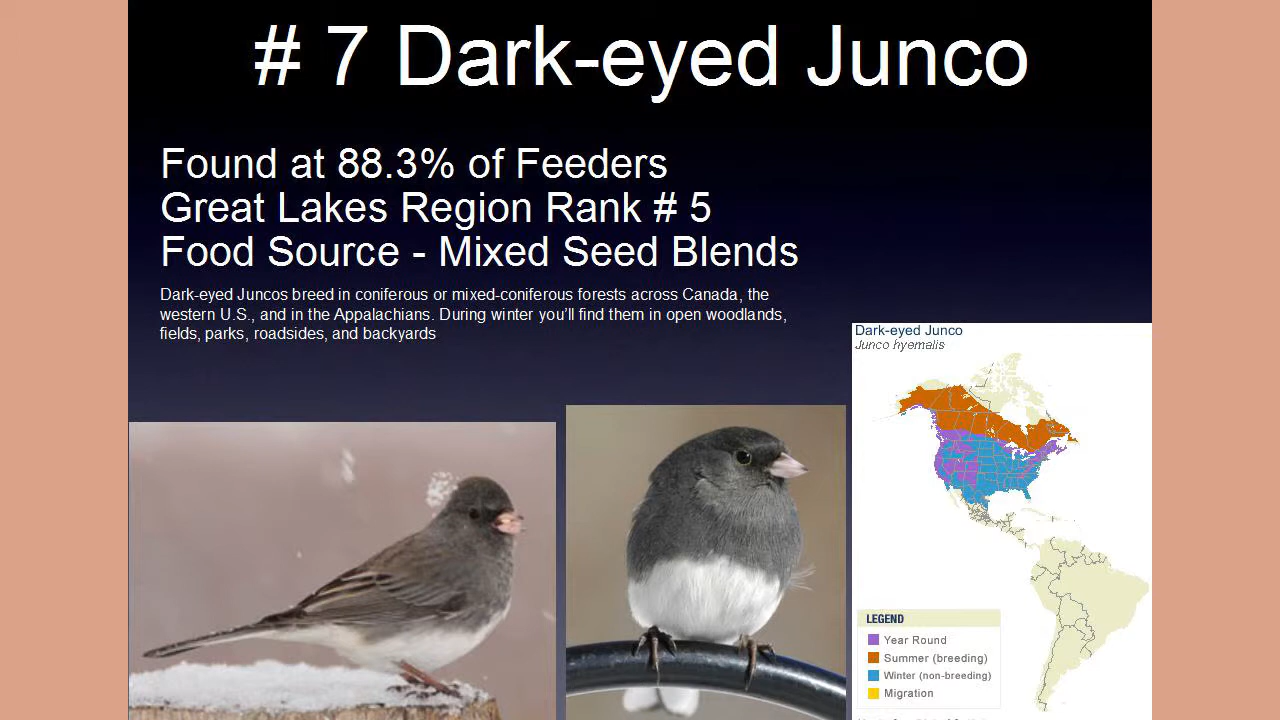 # 7 Dark-eyed Junco
Found at 88.3% of Feeders
Great Lakes Region Rank # 5
Food Source - Mixed Seed Blends
Dark-eyed Juncos breed in coniferous or mixed-coniferous forests across Canada, the
western U.S., and in the Appalachians. During winter you’ll find them in open woodlands,
fields, parks, roadsides, and backyards
Dark-eyed Junco
Junco hyemalis
LEGEND
Year Round
Summer (breeding)
Winter (non-breeding)
Migration